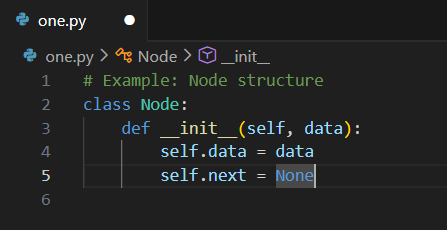 one.py
one.py > Node > __init__
1 # Example: Node structure
2 class Node:
3     def __init__(self, data):
4         self.data = data
5         self.next = None
6